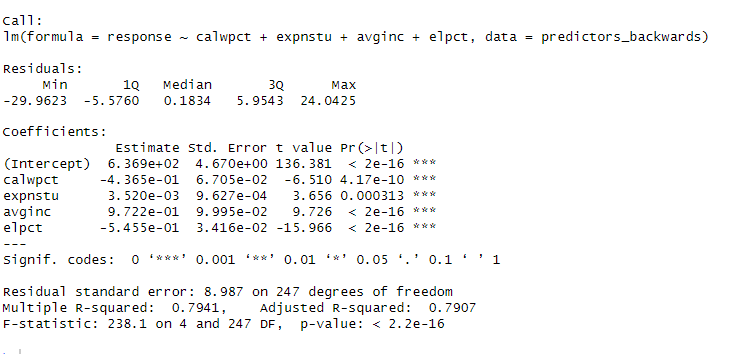 Call:
lm(formula = response ~ calwpct + expnstu + avginc + elpct, data = predictors_backwards)
Residuals:
Min 1Q Median 3Q Max
-29.9623 -5.5760 0.1834 5.9543 24.0425
Coefficients:
Estimate Std. Error t value Pr(>|t|)
(Intercept) 6.369e+02 4.670e+00 136.381 < 2e-16 ***
calwpct -4.365e-01 6.705e-02 -6.510 4.17e-10 ***
expnstu 3.520e-03 9.627e-04 3.656 0.000313 ***
avginc 9.722e-01 9.995e-02 9.726 < 2e-16 ***
elpct -5.455e-01 3.416e-02 -15.966 < 2e-16 ***
---
Signif. codes: 0 ‘***’ 0.001 ‘**’ 0.01 ‘*’ 0.05 ‘.’ 0.1 ‘ ’ 1
Residual standard error: 8.987 on 247 degrees of freedom
Multiple R-squared: 0.7941, Adjusted R-squared: 0.7907
F-statistic: 238.1 on 4 and 247 DF, p-value: < 2.2e-16